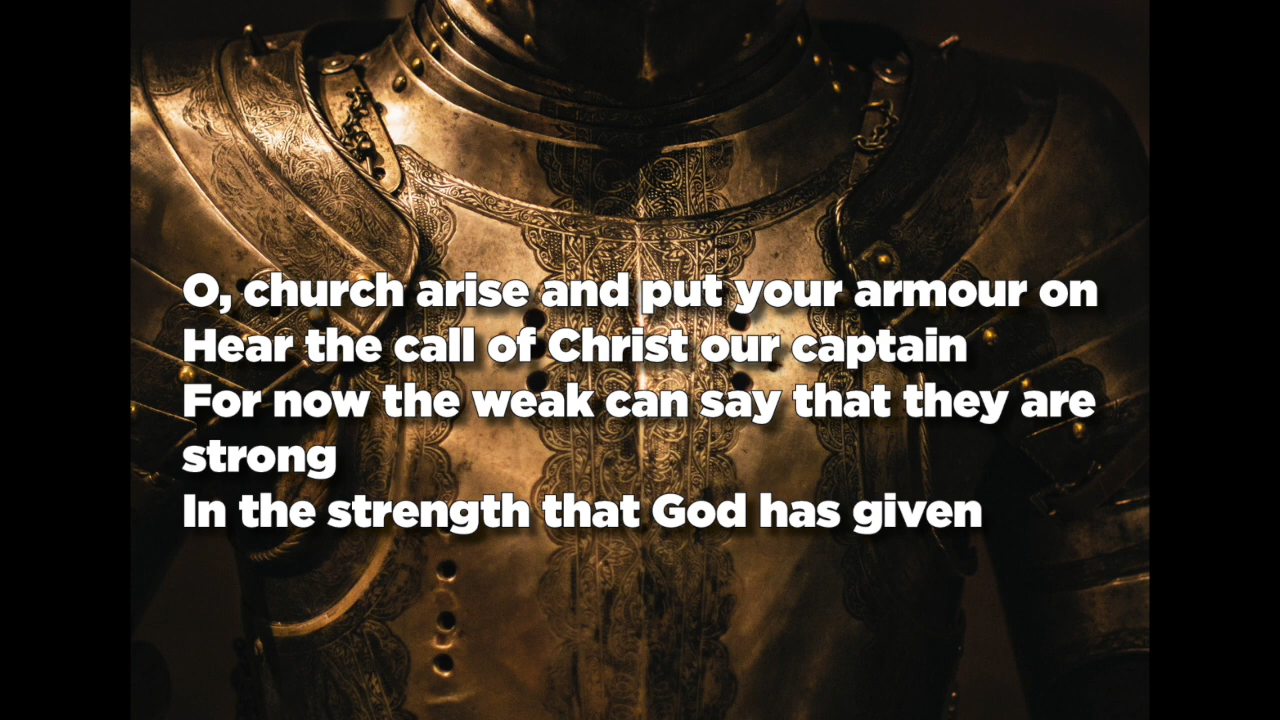 O, church arise and put your armour on
Hear the call of Christ our captain
For now the weak can say that they are
strong
In the strength that God has given